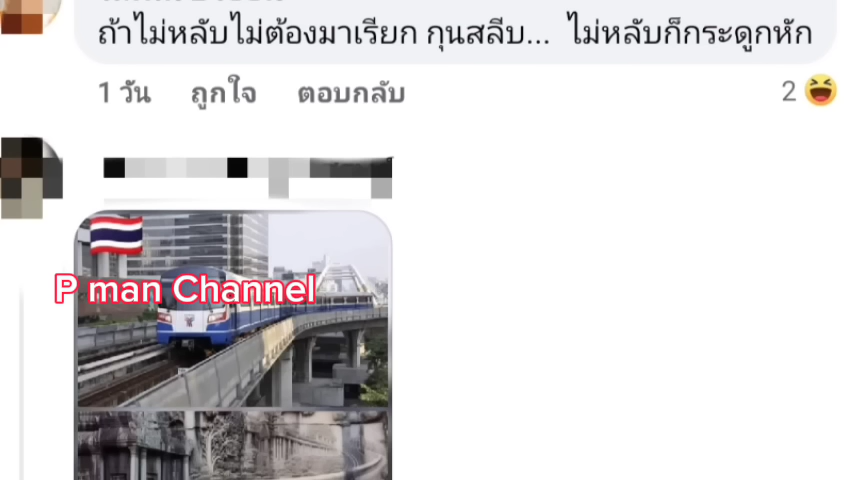 ถ้าไม่หลับไม่ต้องมาเรียก กุนสลีบ... ไม่หลับก็กระดูกหัก
1 วัน ถูกใจ ตอบกลับ 2
P man Channel